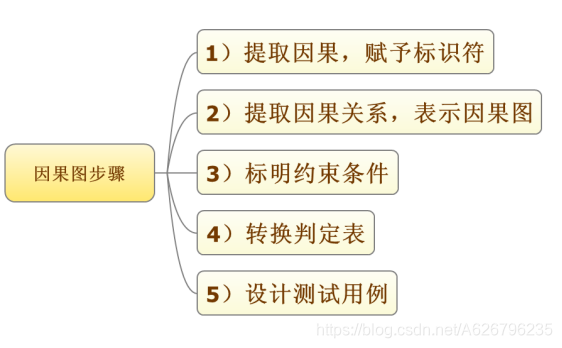 因果图步骤
1）提取因果，赋予标识符
2）提取因果关系，表示因果图
3）标明约束条件
4）转换判定表
5）设计测试用例
https://blog.csdn.net/A626796235